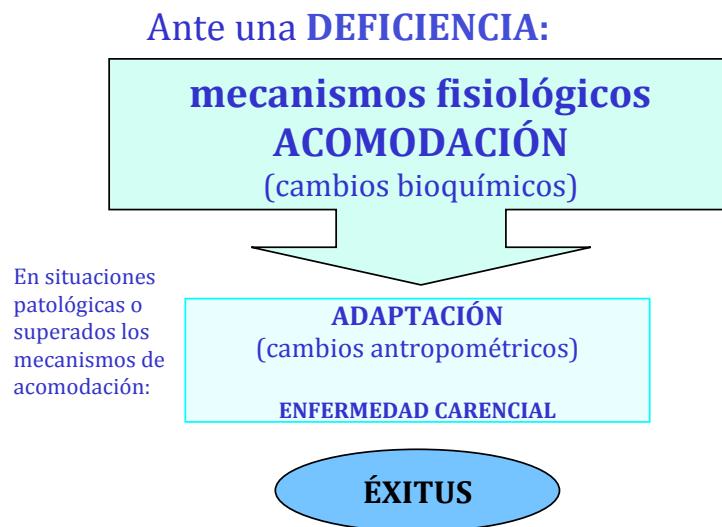 Ante una DEFICIENCIA:
mecanismos fisiológicos
ACOMODACIÓN
(cambios bioquímicos)
En situaciones
patológicas o
superados los
mecanismos de
acomodación:
ADAPTACIÓN
(cambios antropométricos)
ENFERMEDAD CARENCIAL
ÉXITUS